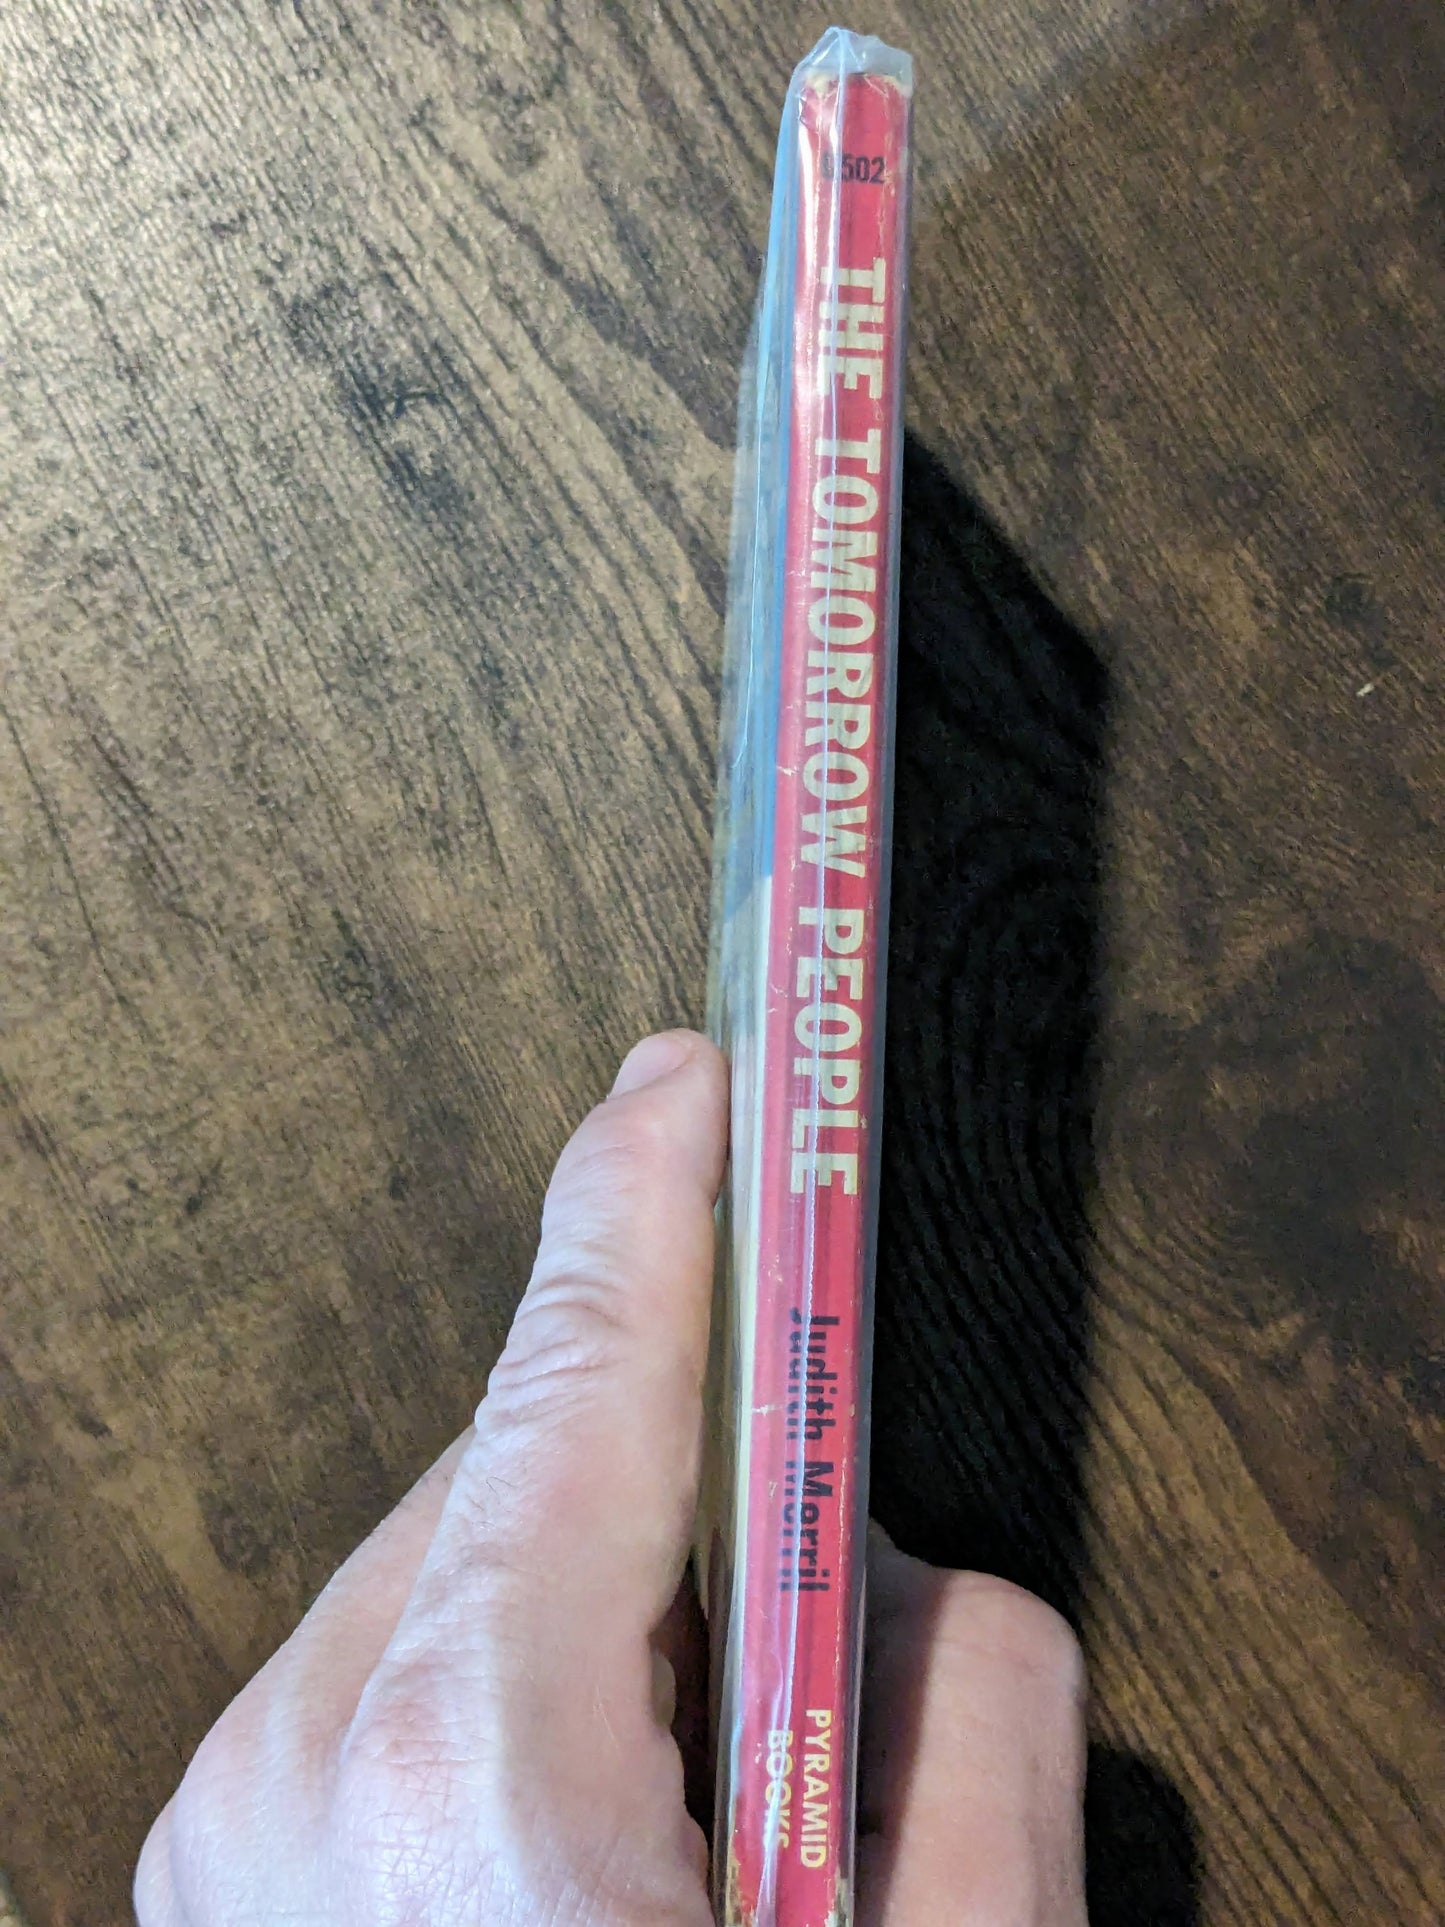 G502
THE TOMORROW PEOPLE
Judith Merril
PYRAMID
BOOKS